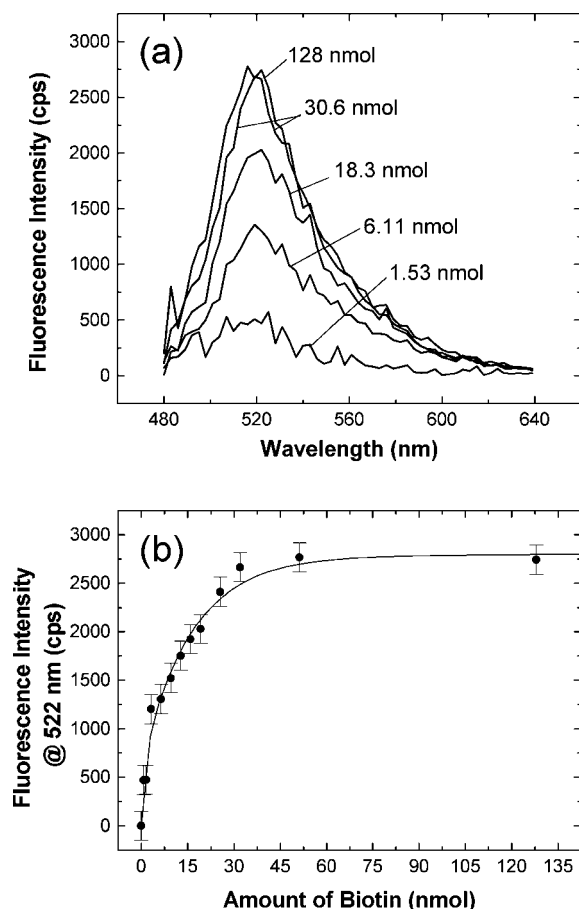 (a)
3000
2500
2000
1500
1000
500
0
Fluorescence Intensity (cps)
128 nmol
30.6 nmol
18.3 nmol
6.11 nmol
1.53 nmol
480 520 560 600 640
Wavelength (nm)
(b)
3000
2500
2000
1500
1000
500
0
Fluorescence Intensity
@ 522 nm (cps)
0 15 30 45 60 75 90 105 120 135
Amount of Biotin (nmol)